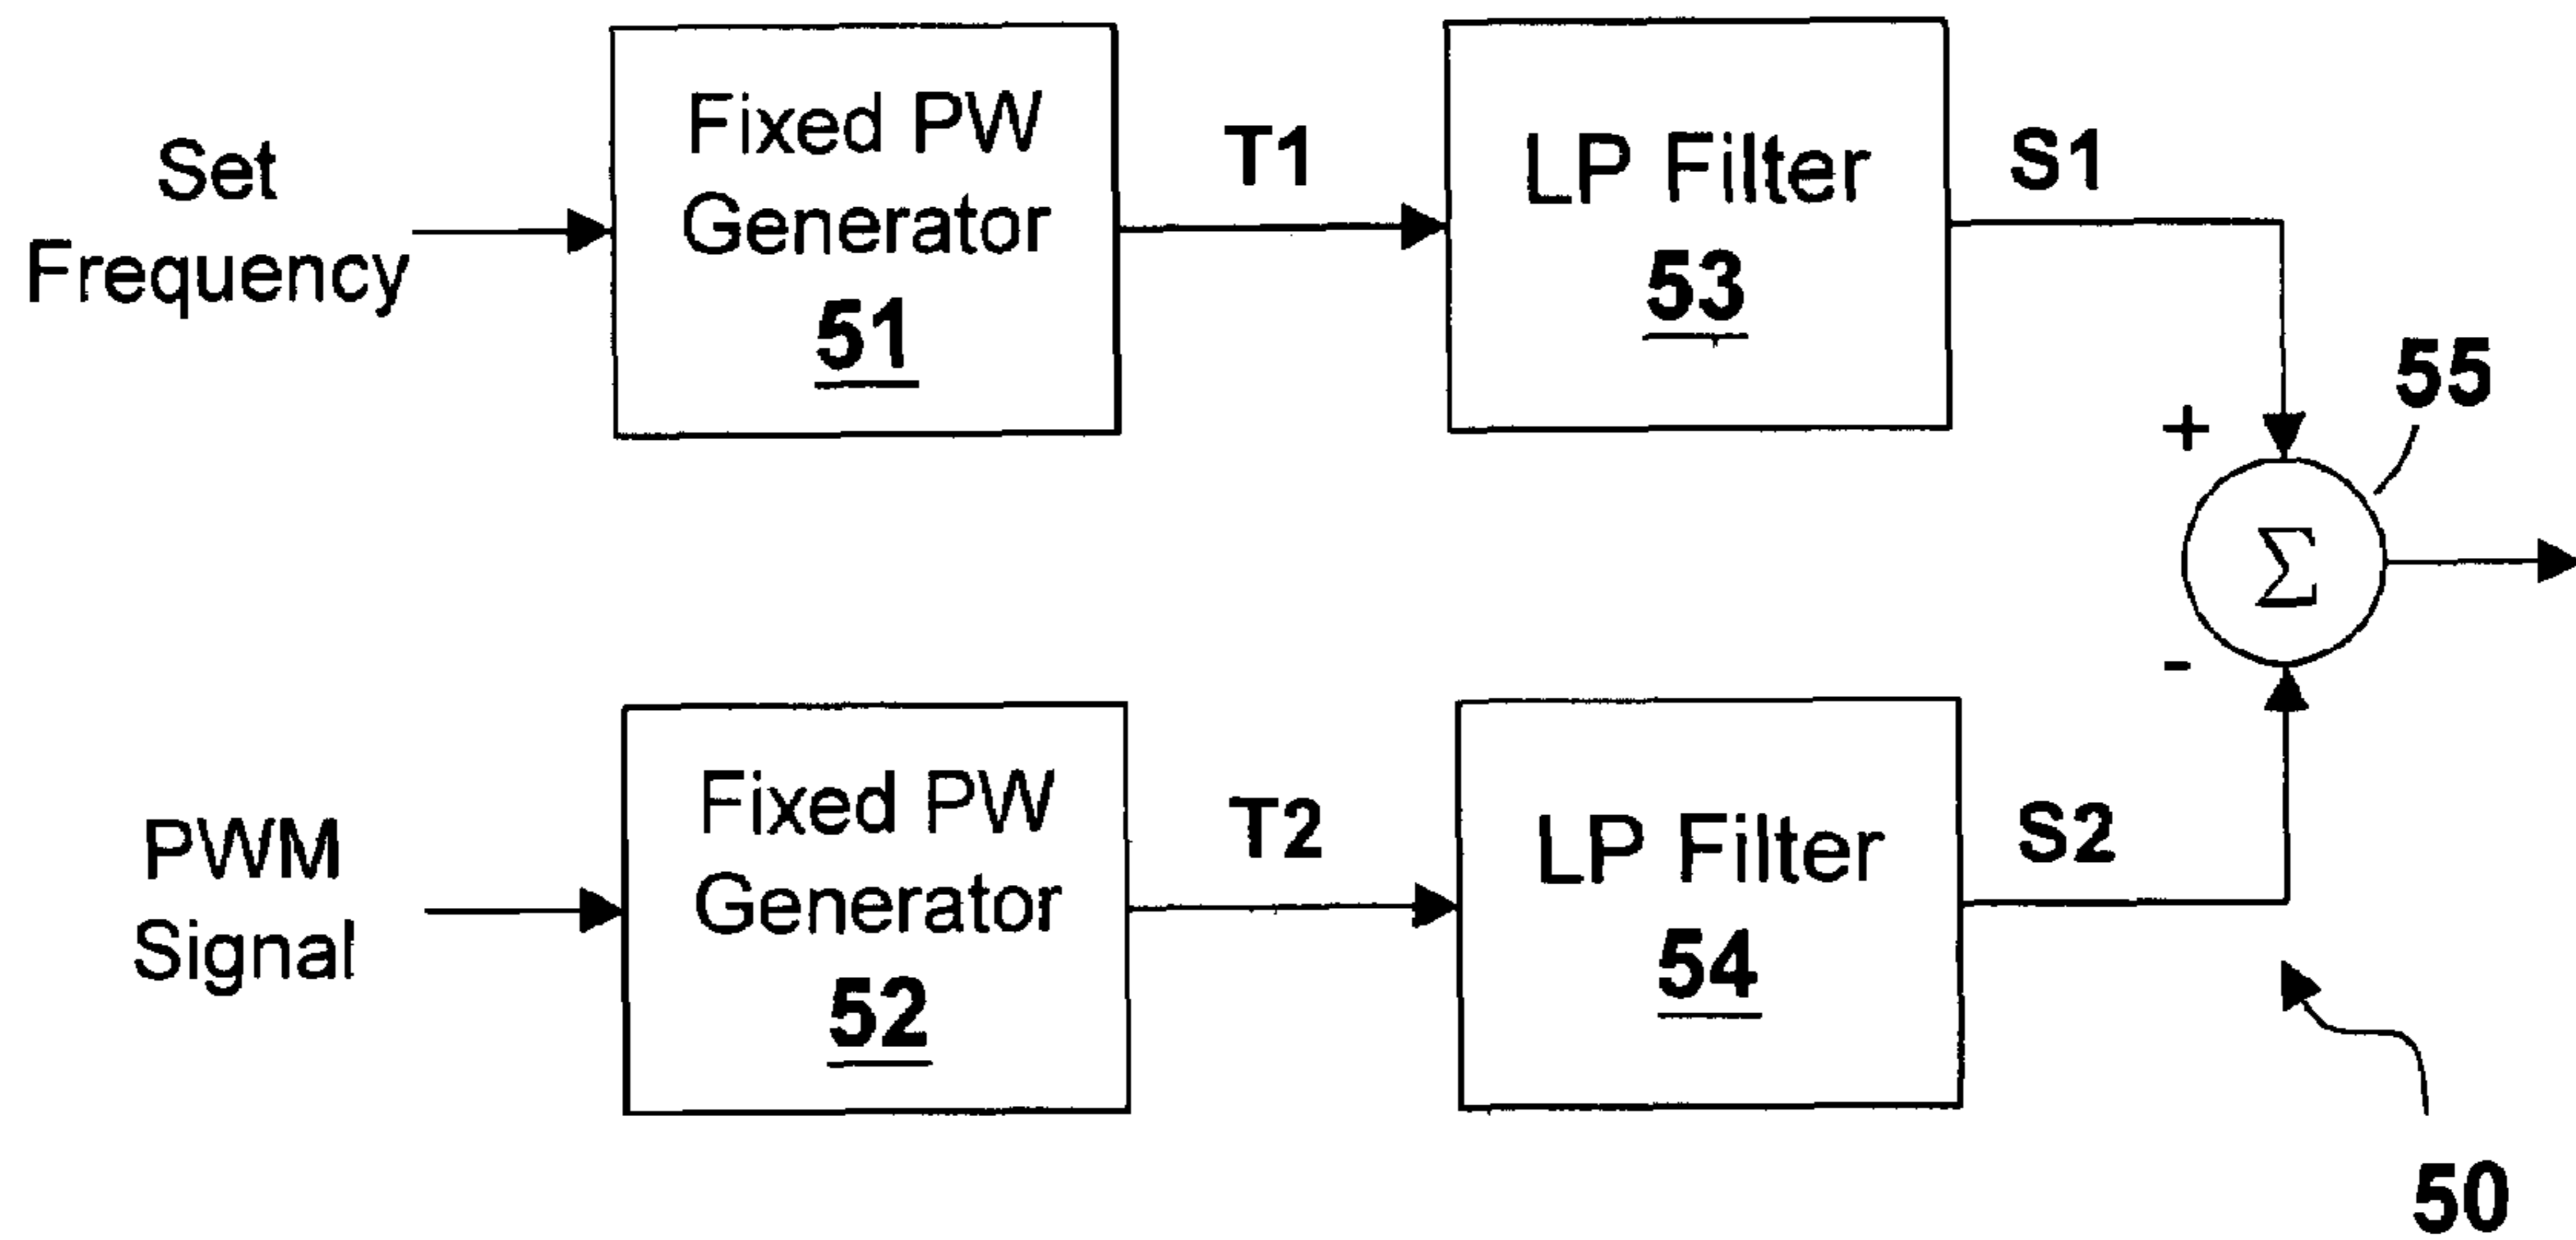 Set
Frequency
Fixed PW
Generator
51
T1
LP Filter
53
S1
55
+
Σ
-
PWM
Signal
Fixed PW
Generator
52
T2
LP Filter
54
S2
50